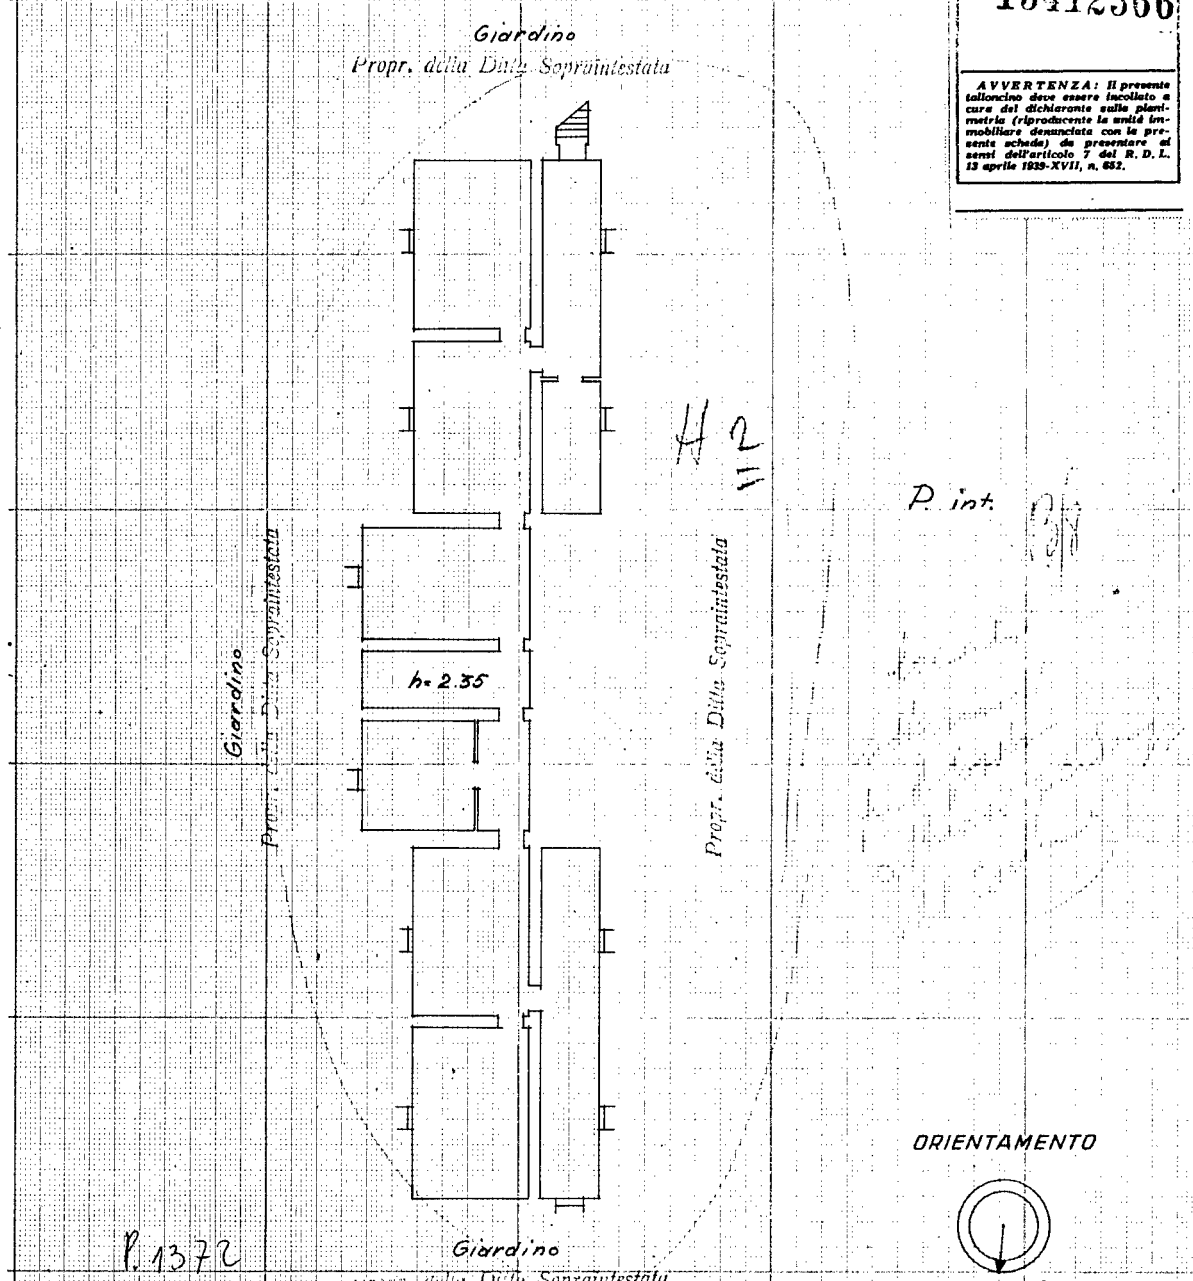 Giardino
Propr. della Ditta Sopraintestata
AVVERTENZA: Il presente
talloncino deve essere incollato a
cura del dichiarante sulla plani-
metria (riproducente la unità im-
mobiliare denunciata con la pre-
sente scheda) da presentare ai
sensi dell'articolo 7 del R. D. L.
13 aprile 1939-XVII, n. 652.
H 2
P. int.
Giardino
Propr. della Ditta Sopraintestata
h= 2.35
Propr. della Ditta Sopraintestata
ORIENTAMENTO
P. 1372
Giardino
della Ditta Sopraintestata